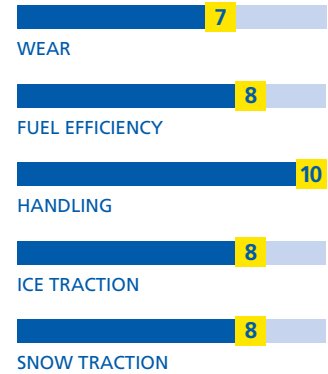 7
WEAR
8
FUEL EFFICIENCY
10
HANDLING
8
ICE TRACTION
8
SNOW TRACTION